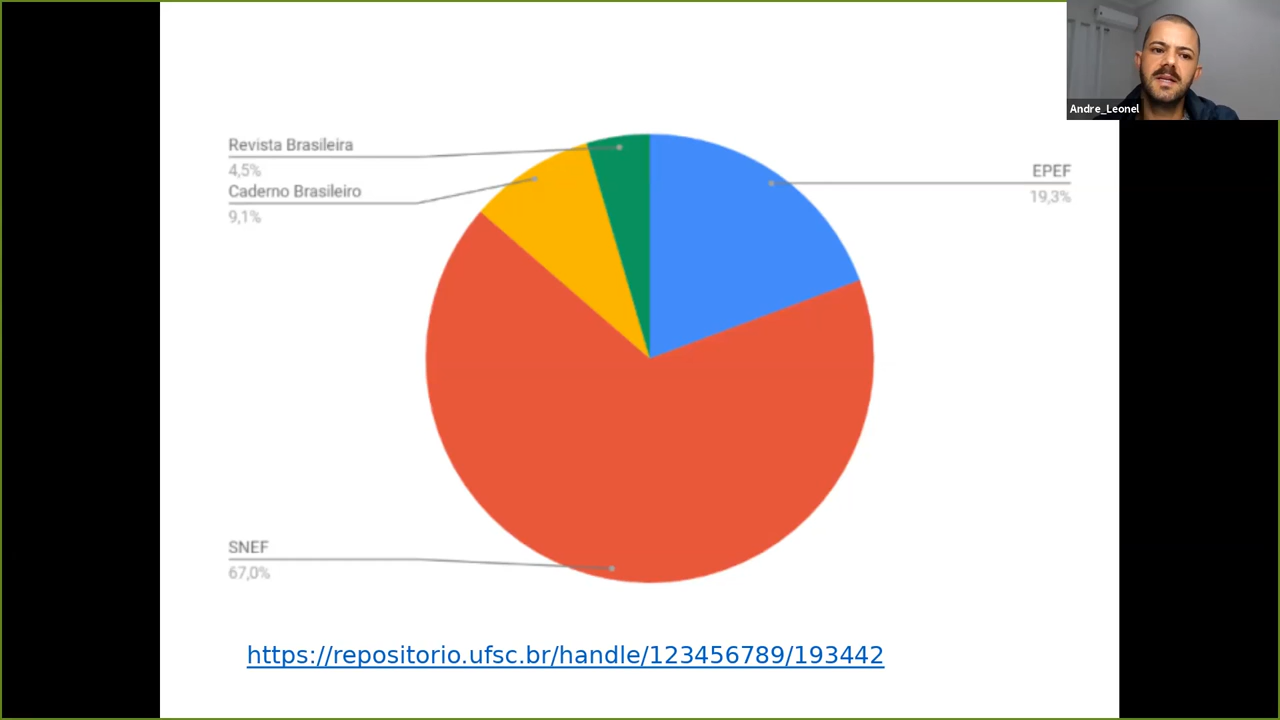 Andre_Leonel
Revista Brasileira
4,5%
Caderno Brasileiro
9,1%
EPEF
19,3%
SNEF
67,0%
https://repositorio.ufsc.br/handle/123456789/193442